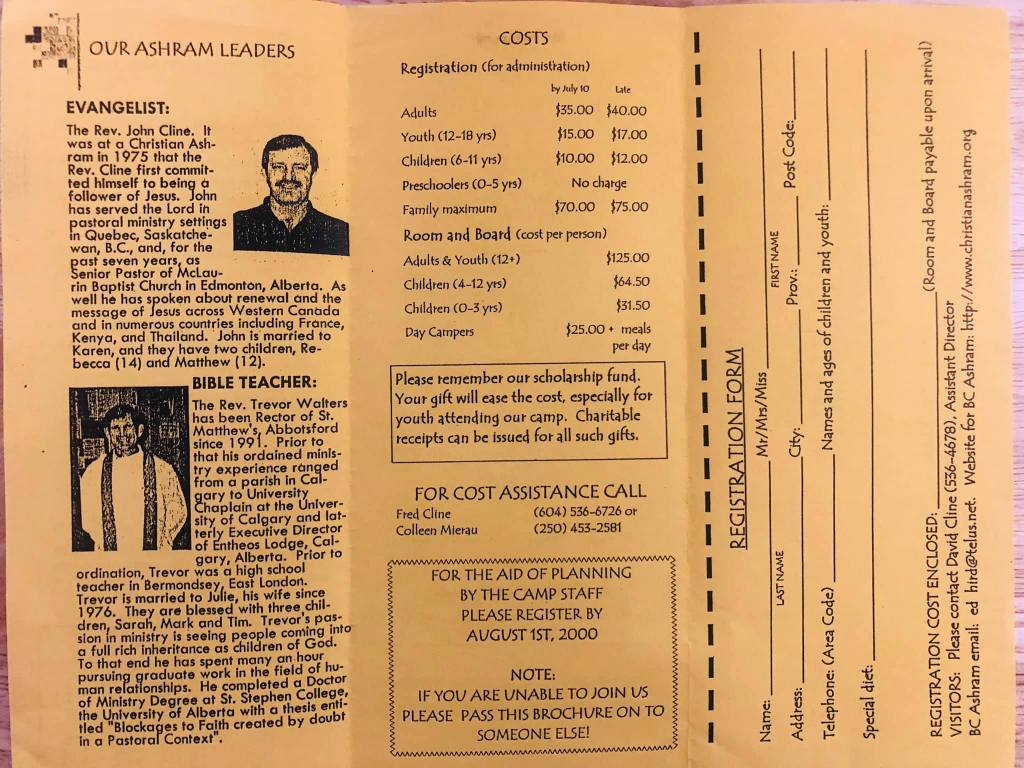 OUR ASHRAM LEADERS
EVANGELIST:
The Rev. John Cline. It
was at a Christian Ash-
ram in 1975 that the
Rev. Cline first commit-
ted himself to being a
follower of Jesus. John
has served the Lord in
pastoral ministry settings
in Quebec, Saskatche-
wan, B.C., and, for the
past seven years, as
Senior Pastor of McLau-
rin Baptist Church in Edmonton, Alberta. As
well he has spoken about renewal and the
message of Jesus across Western Canada
and in numerous countries including France,
Kenya, and Thailand. John is married to
Karen, and they have two children, Re-
becca (14) and Matthew (12).
BIBLE TEACHER:
The Rev. Trevor Walters
has been Rector of St.
Matthew's, Abbotsford
since 1991. Prior to
that his ordained minis-
try experience ranged
from a parish in Cal-
gary to University
Chaplain at the Univer-
sity of Calgary and lat-
terly Executive Director
of Entheos Lodge, Cal-
gary, Alberta. Prior to
ordination, Trevor was a high school
teacher in Bermondsey, East London.
Trevor is married to Julie, his wife since
1976. They are blessed with three chil-
dren, Sarah, Mark and Tim. Trevor's pas-
sion in ministry is seeing people coming into
a full rich inheritance as children of God.
To that end he has spent many an hour
pursuing graduate work in the field of hu-
man relationships. He completed a Doctor
of Ministry Degree at St. Stephen College,
the University of Alberta with a thesis enti-
tled "Blockages to Faith created by doubt
in a Pastoral Context".
COSTS
Registration (for administration)
by July 10 Late
Adults $35.00 $40.00
Youth (12-18 yrs) $15.00 $17.00
Children (6-11 yrs) $10.00 $12.00
Preschoolers (0-5 yrs) No charge
Family maximum $70.00 $75.00
Room and Board (cost per person)
Adults & Youth (12+) $125.00
Children (4-12 yrs) $64.50
Children (0-3 yrs) $31.50
Day Campers $25.00 + meals
per day
Please remember our scholarship fund.
Your gift will ease the cost, especially for
youth attending our camp. Charitable
receipts can be issued for all such gifts.
FOR COST ASSISTANCE CALL
Fred Cline (604) 536-6726 or
Colleen Mierau (250) 453-2581
FOR THE AID OF PLANNING
BY THE CAMP STAFF
PLEASE REGISTER BY
AUGUST 1ST, 2000
NOTE:
IF YOU ARE UNABLE TO JOIN US
PLEASE PASS THIS BROCHURE ON TO
SOMEONE ELSE!
REGISTRATION FORM
Name: Mr/Mrs/Miss
LAST NAME FIRST NAME
Address: City: Prov.: Post Code:
Telephone: (Area Code) Names and ages of children and youth:
Special diet:
REGISTRATION COST ENCLOSED: (Room and Board payable upon arrival)
VISITORS: Please contact David Cline (536-4678), Assistant Director
BC Ashram email: ed hird@telus.net. Website for BC Ashram: http://www.christianashram.org